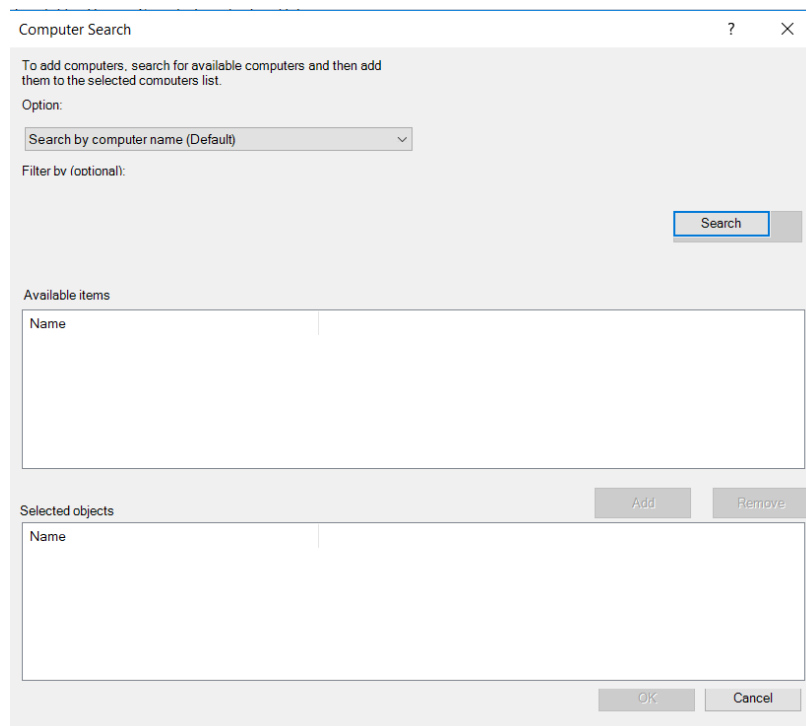 Computer Search
?
To add computers, search for available computers and then add
them to the selected computers list.
Option:
Search by computer name (Default)
Filter by (optional):
Search
Available items
Name
Add
Remove
Selected objects
Name
OK
Cancel